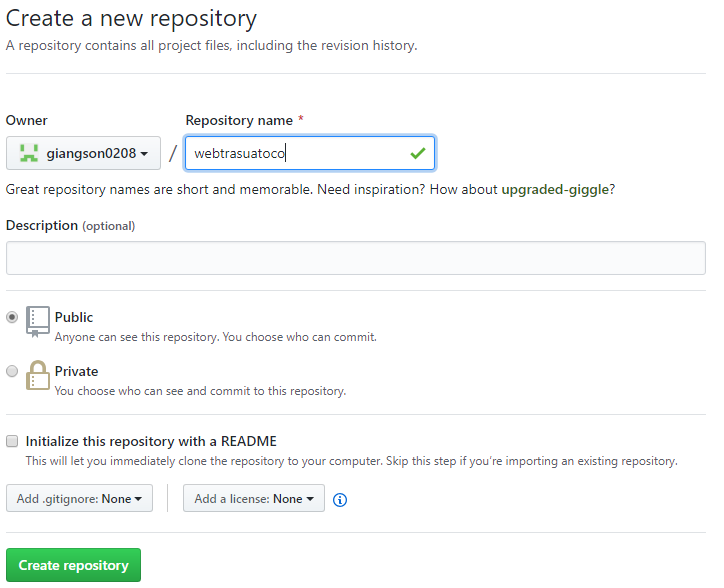 Create a new repository
A repository contains all project files, including the revision history.
Owner
Repository name *
giangson0208
/
webtrasuatoco
Great repository names are short and memorable. Need inspiration? How about upgraded-giggle?
Description (optional)
Public
Anyone can see this repository. You choose who can commit.
Private
You choose who can see and commit to this repository.
Initialize this repository with a README
This will let you immediately clone the repository to your computer. Skip this step if you're importing an existing repository.
Add .gitignore: None
Add a license: None
Create repository